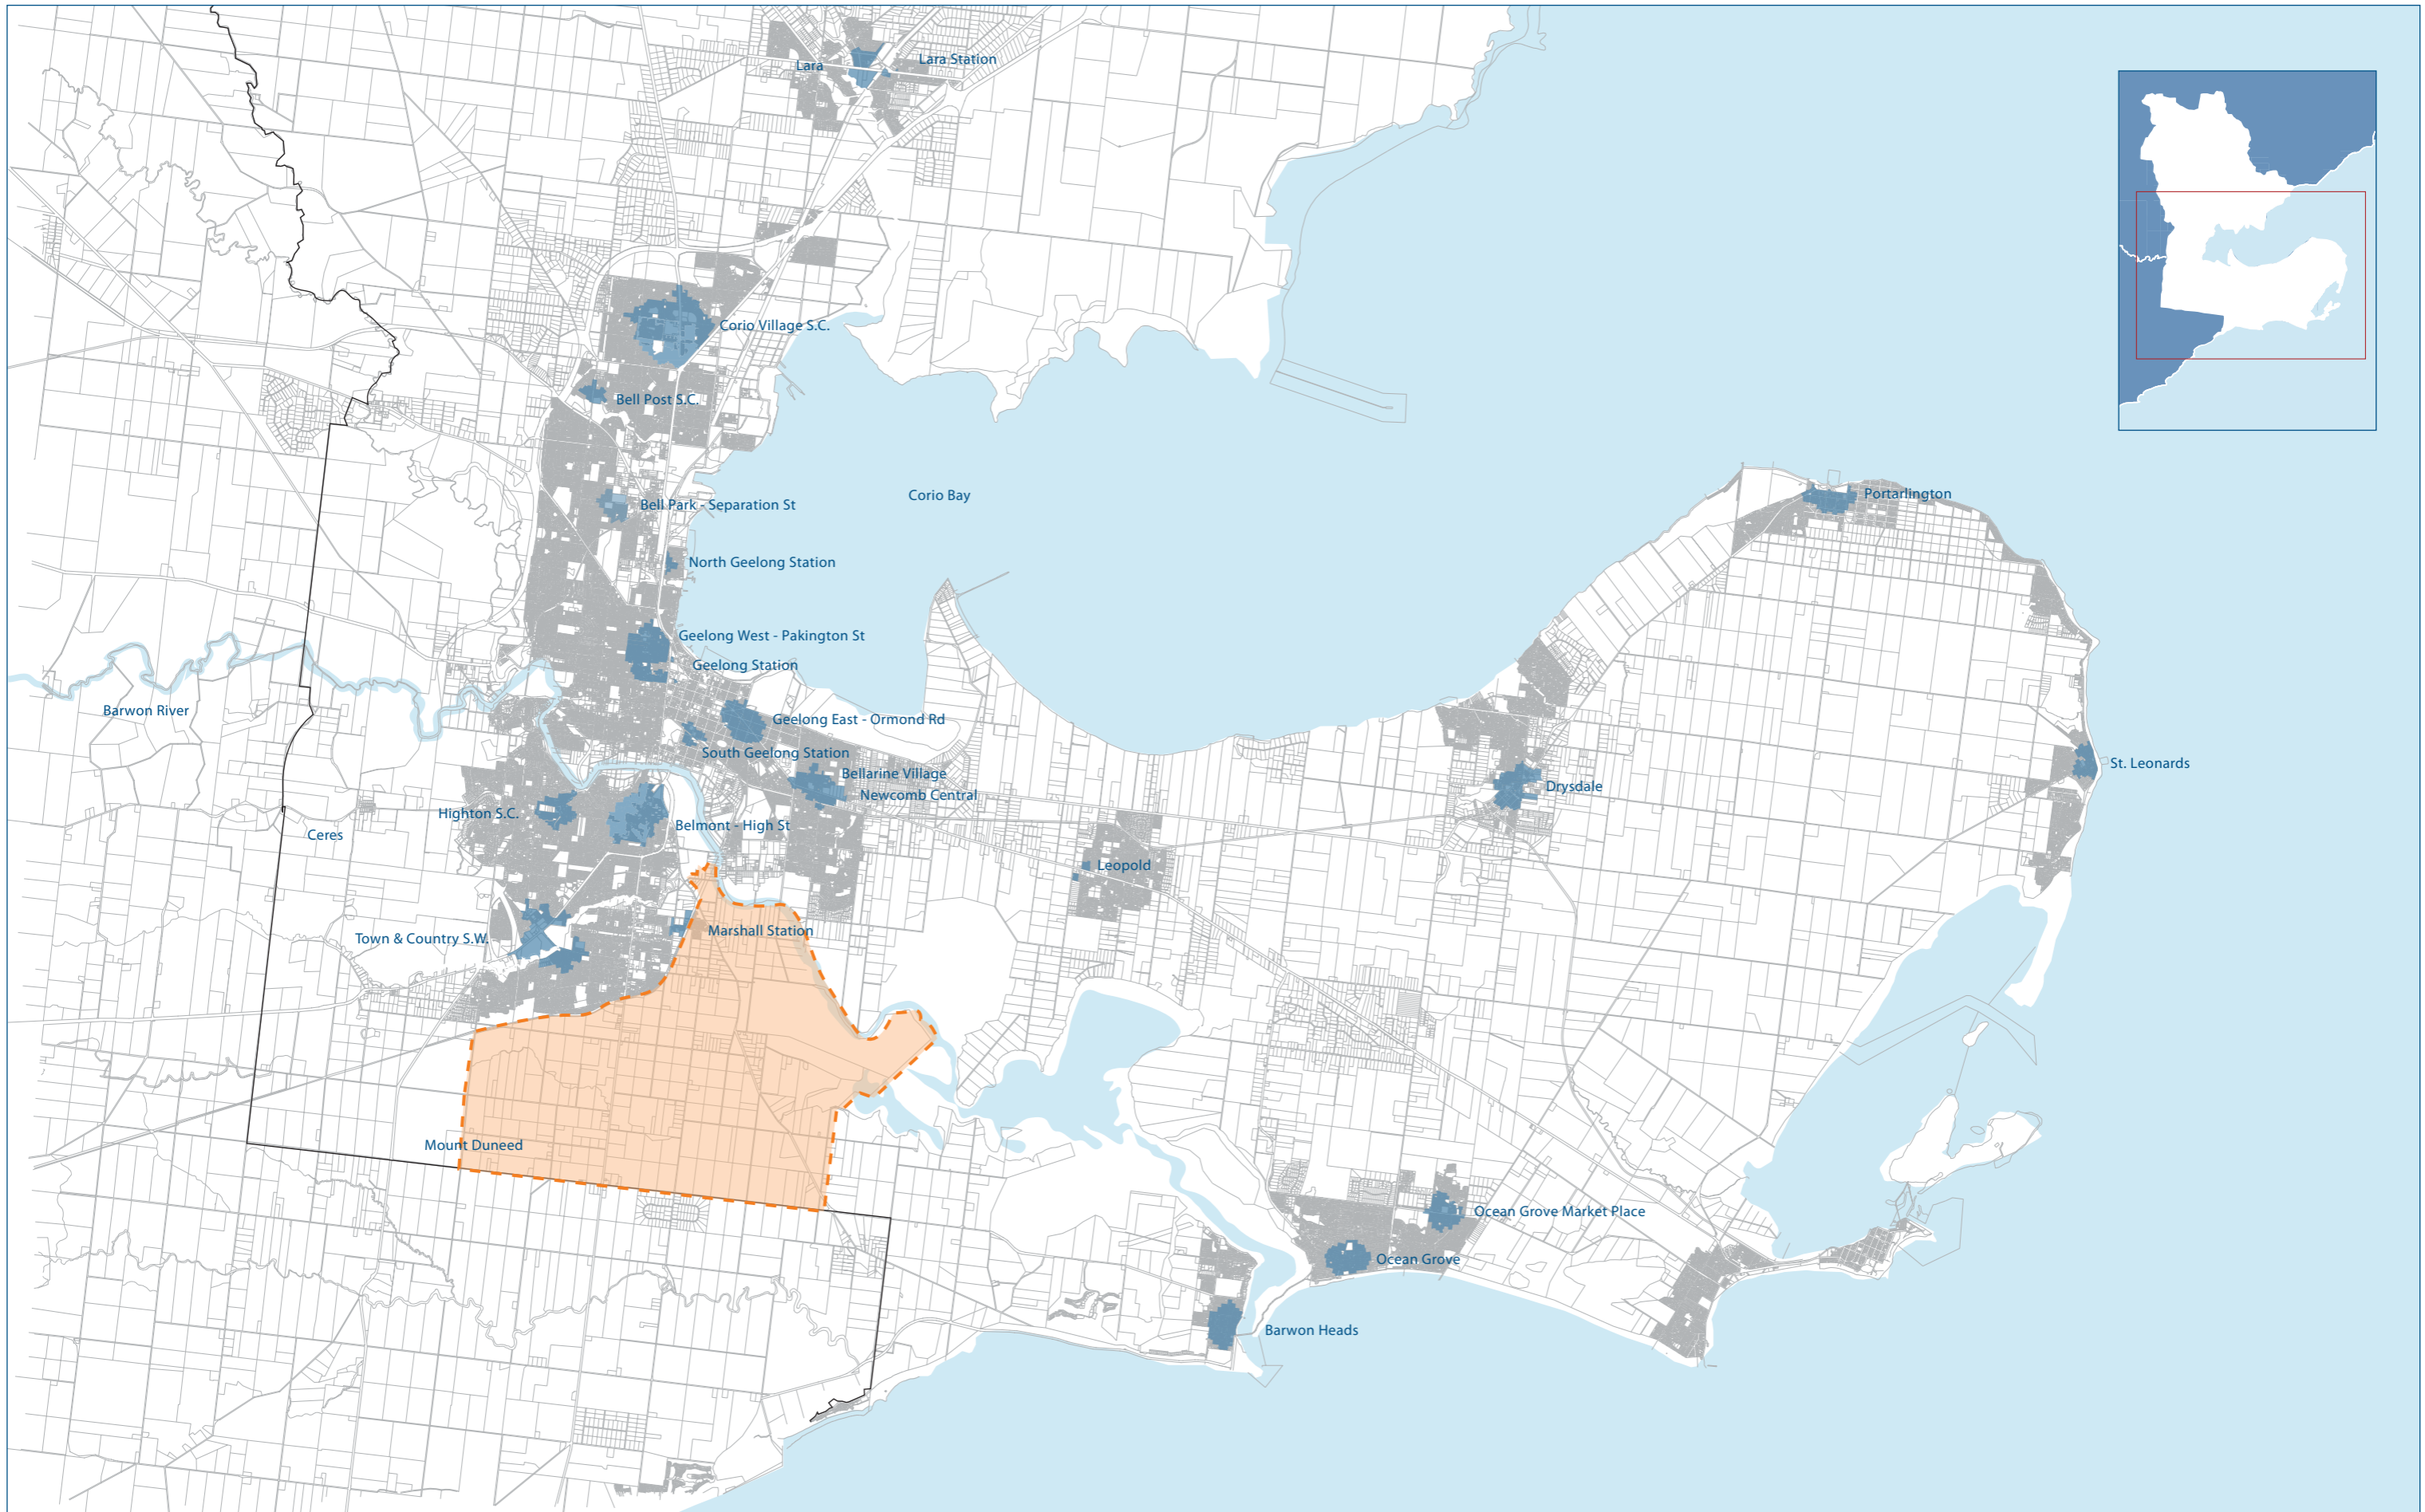 Lara
Lara Station
Corio Village S.C.
Bell Post S.C.
Corio Bay
Portarlington
Bell Park - Separation St
North Geelong Station
Geelong West - Pakington St
Geelong Station
Barwon River
Geelong East - Ormond Rd
South Geelong Station
St. Leonards
Bellarine Village
Drysdale
Newcomb Central
Highton S.C.
Belmont - High St
Ceres
Leopold
Marshall Station
Town & Country S.W.
Mount Duneed
Ocean Grove Market Place
Ocean Grove
Barwon Heads